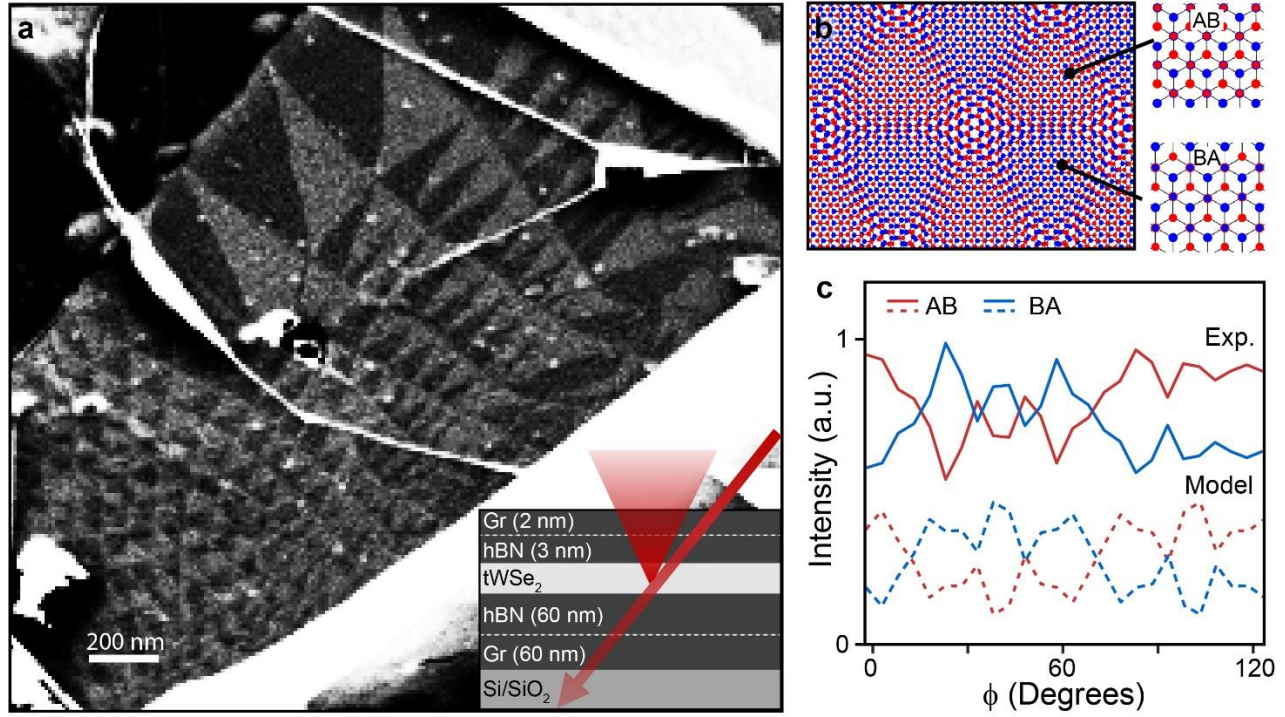 a
200 nm
Gr (2 nm)
hBN (3 nm)
tWSe₂
hBN (60 nm)
Gr (60 nm)
Si/SiO₂
b
AB
BA
c
AB BA
Exp.
Model
Intensity (a.u.)
1
0
0 60 120
ϕ (Degrees)